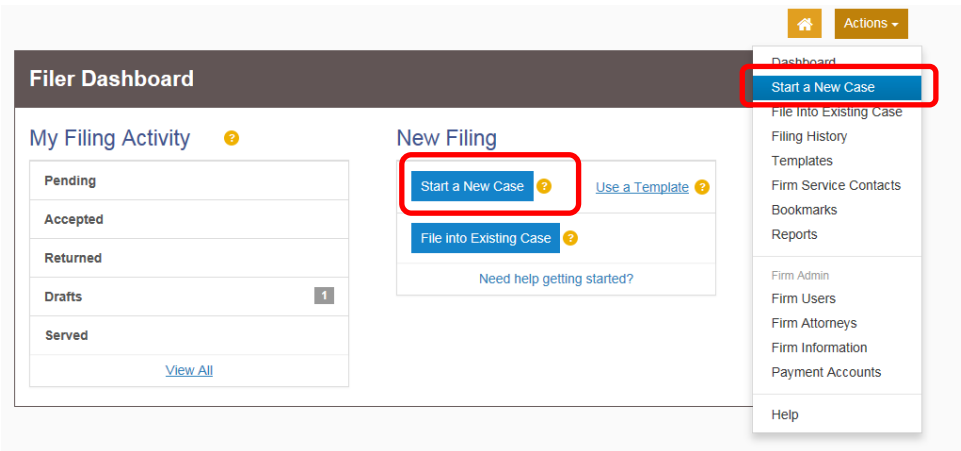 Actions
Filer Dashboard
My Filing Activity ?
Pending
Accepted
Returned
Drafts 1
Served
View All
New Filing
Start a New Case ? Use a Template ?
File into Existing Case ?
Need help getting started?
Dashboard
Start a New Case
File Into Existing Case
Filing History
Templates
Firm Service Contacts
Bookmarks
Reports
Firm Admin
Firm Users
Firm Attorneys
Firm Information
Payment Accounts
Help